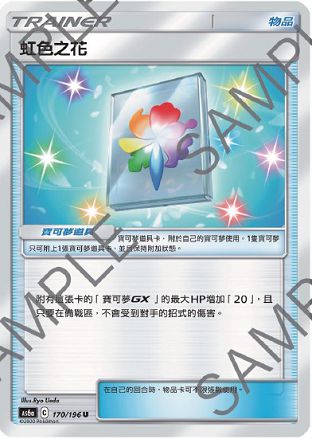 TRAINER 物品
虹色之花
寶可夢道具
寶可夢道具卡，附於自己的寶可夢使用。1隻寶可夢
只可附上1張寶可夢道具卡，並且保持附加狀態。
附有這張卡的「寶可夢GX」的最大HP增加「20」，且
只要在備戰區，不會受到對手的招式的傷害。
Illus.Ryo Ueda
在自己的回合時，物品卡可不限張數使用。
AS6a C 170/196 U
©2020 Pokémon
SAMPLE
SAMPLE
SAMPLE
SAMPLE